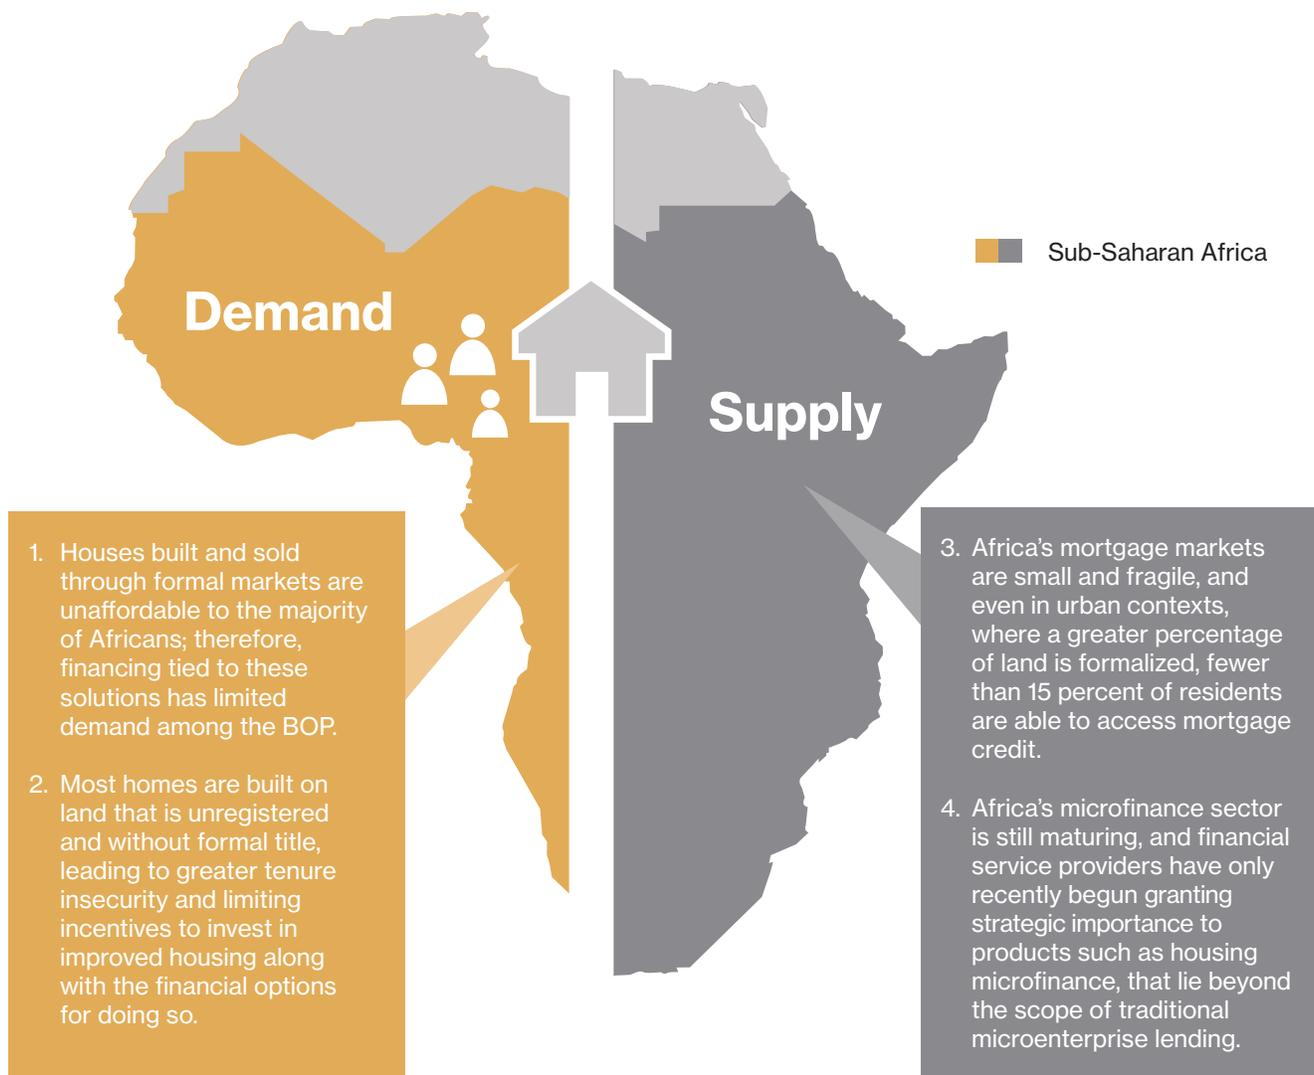 Sub-Saharan Africa
Demand
Supply
1. Houses built and sold
through formal markets are
unaffordable to the majority
of Africans; therefore,
financing tied to these
solutions has limited
demand among the BOP.
2. Most homes are built on
land that is unregistered
and without formal title,
leading to greater tenure
insecurity and limiting
incentives to invest in
improved housing along
with the financial options
for doing so.
3. Africa’s mortgage markets
are small and fragile, and
even in urban contexts,
where a greater percentage
of land is formalized, fewer
than 15 percent of residents
are able to access mortgage
credit.
4. Africa’s microfinance sector
is still maturing, and financial
service providers have only
recently begun granting
strategic importance to
products such as housing
microfinance, that lie beyond
the scope of traditional
microenterprise lending.